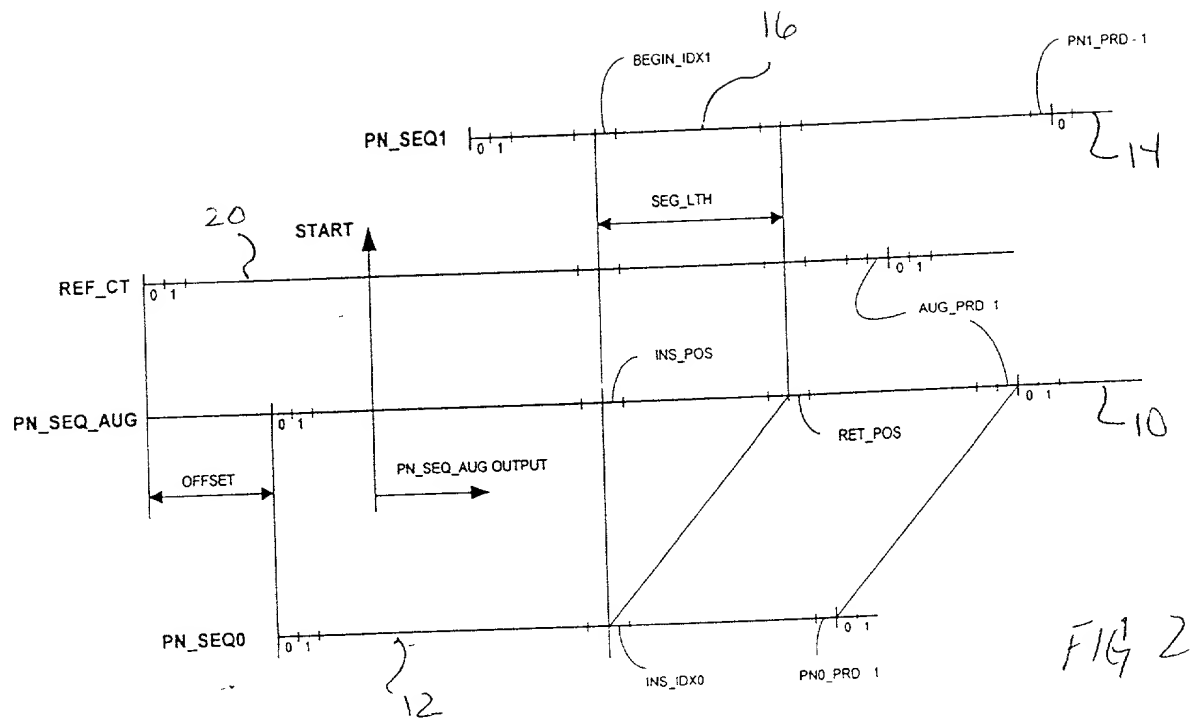 16
BEGIN_IDX1
PN1_PRD - 1
PN_SEQ1
0 1
0
14
SEG_LTH
20
START
REF_CT
0 1
0 1
AUG_PRD 1
INS_POS
PN_SEQ_AUG
0 1
0 1
10
RET_POS
OFFSET
PN_SEQ_AUG OUTPUT
PN_SEQ0
0 1
0 1
12
INS_IDX0
PN0_PRD 1
FIG 2